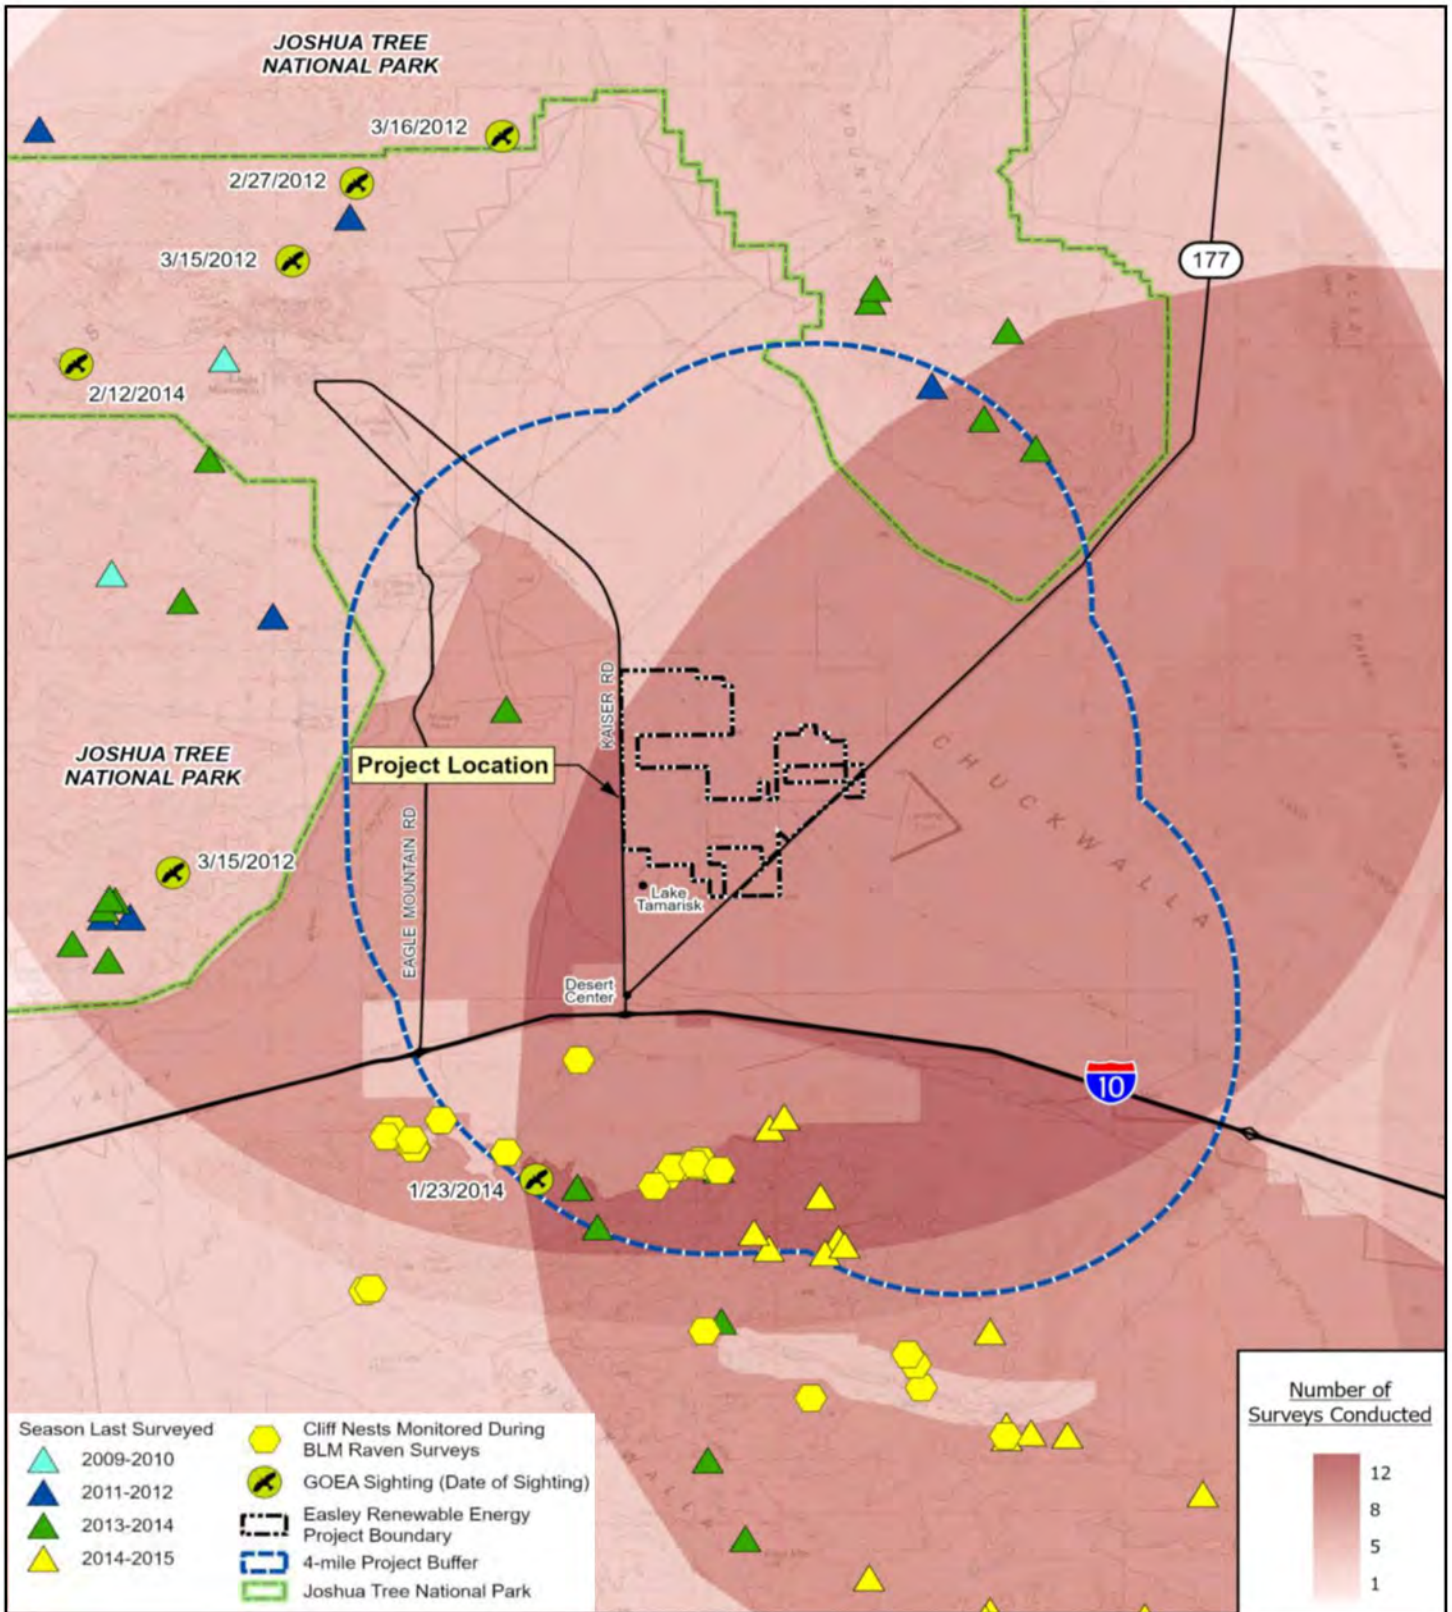 JOSHUA TREE
NATIONAL PARK
3/16/2012
2/27/2012
3/15/2012
177
2/12/2014
KAISER RD
JOSHUA TREE
NATIONAL PARK
Project Location
CHUCKWALLA
EAGLE MOUNTAIN RD
3/15/2012
Lake
Tamarisk
Desert
Center
10
VALLEY
1/23/2014
Number of
Surveys Conducted
12
8
5
1
Season Last Surveyed
2009-2010
2011-2012
2013-2014
2014-2015
Cliff Nests Monitored During
BLM Raven Surveys
GOEA Sighting (Date of Sighting)
Easley Renewable Energy
Project Boundary
4-mile Project Buffer
Joshua Tree National Park